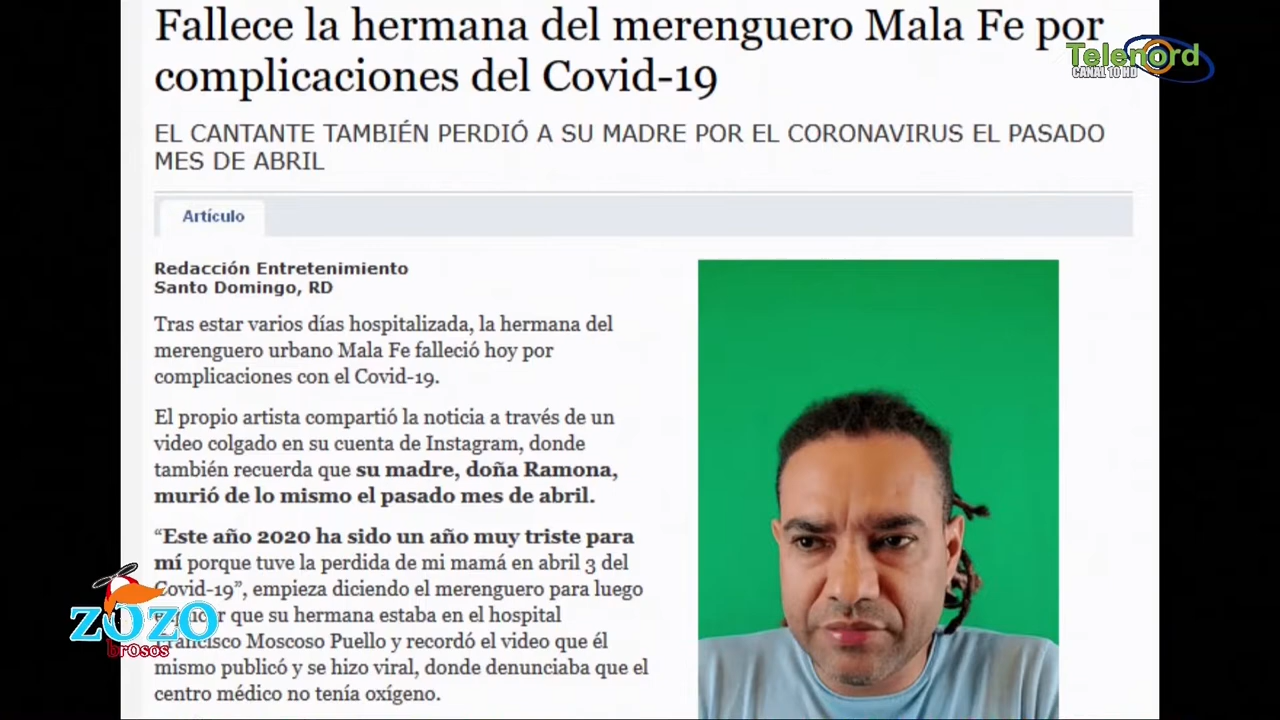 Fallece la hermana del merenguero Mala Fe por
complicaciones del Covid-19
Telenord
CANAL 10 HD
EL CANTANTE TAMBIÉN PERDIÓ A SU MADRE POR EL CORONAVIRUS EL PASADO
MES DE ABRIL
Artículo
Redacción Entretenimiento
Santo Domingo, RD
Tras estar varios días hospitalizada, la hermana del
merenguero urbano Mala Fe falleció hoy por
complicaciones con el Covid-19.
El propio artista compartió la noticia a través de un
video colgado en su cuenta de Instagram, donde
también recuerda que su madre, doña Ramona,
murió de lo mismo el pasado mes de abril.
“Este año 2020 ha sido un año muy triste para
mí porque tuve la perdida de mi mamá en abril 3 del
Covid-19”, empieza diciendo el merenguero para luego
que su hermana estaba en el hospital
Francisco Moscoso Puello y recordó el video que él
mismo publicó y se hizo viral, donde denunciaba que el
centro médico no tenía oxígeno.
ZOZO
brosos